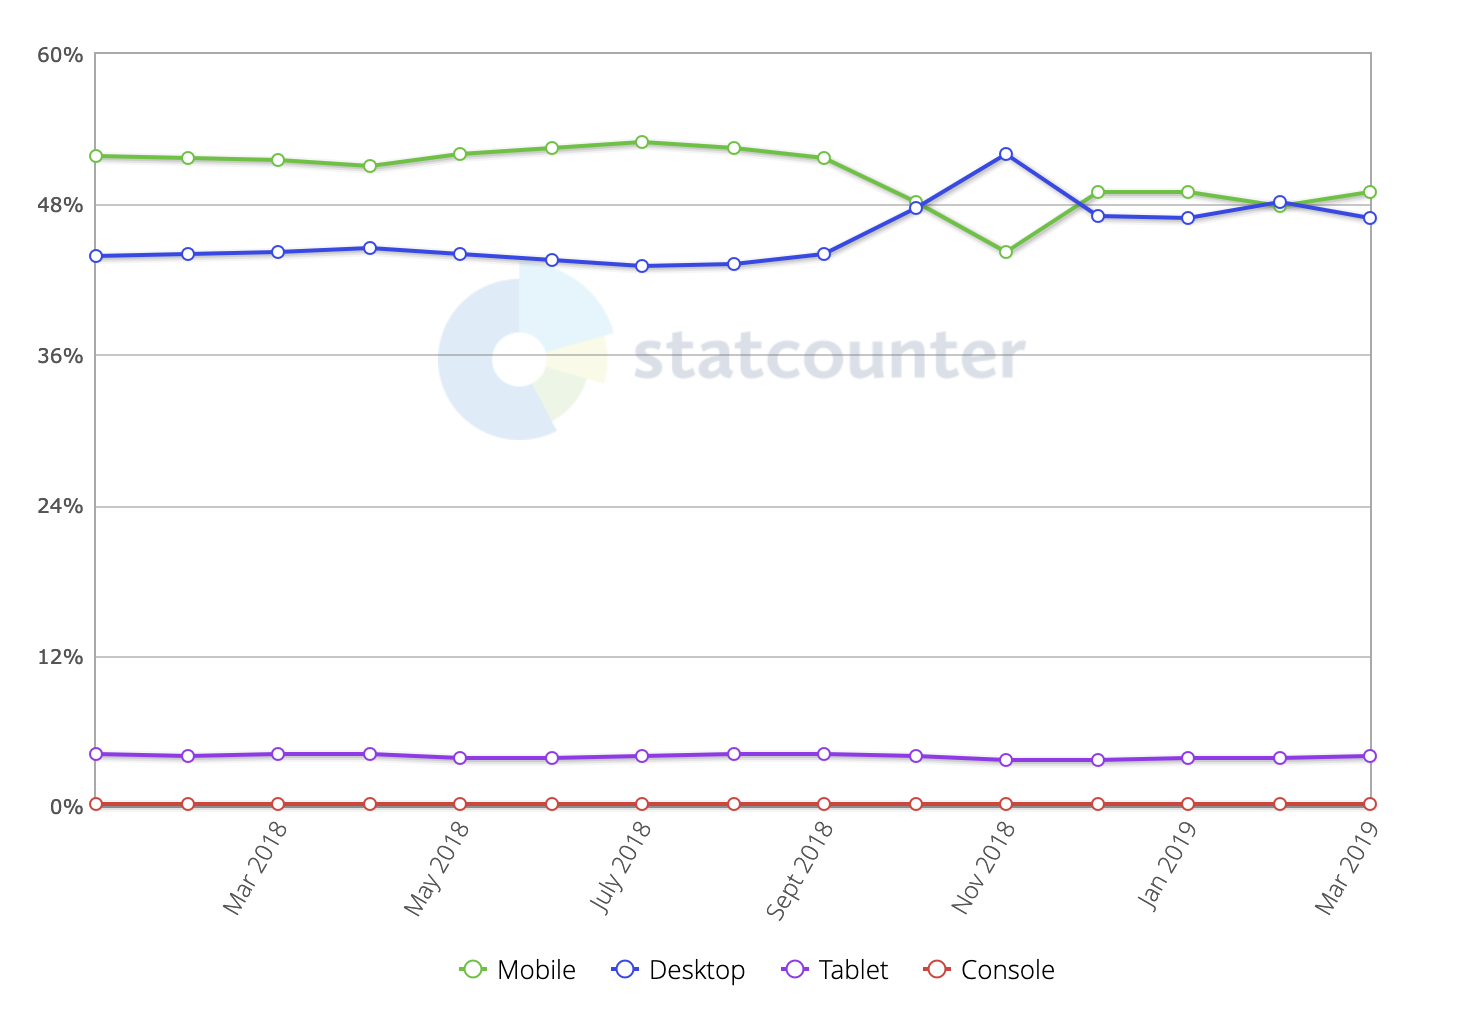 60%
48%
36%
24%
12%
0%
statcounter
Mar 2018
May 2018
July 2018
Sept 2018
Nov 2018
Jan 2019
Mar 2019
Mobile Desktop Tablet Console